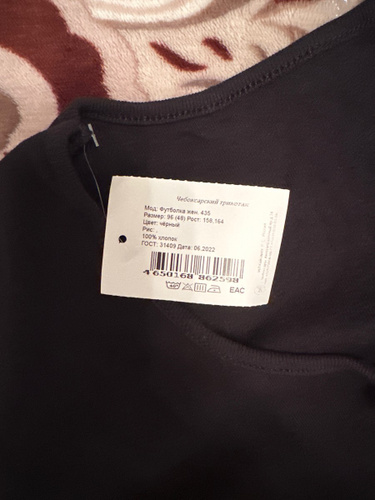 Чебоксарский трикотаж
Мод: Футболка жен. 435
Размер: 96 (48) Рост: 158,164
Цвет: чёрный
Рис: .
100% хлопок
ГОСТ: 31409 Дата: 06.2022
4 650168 862598
EAC